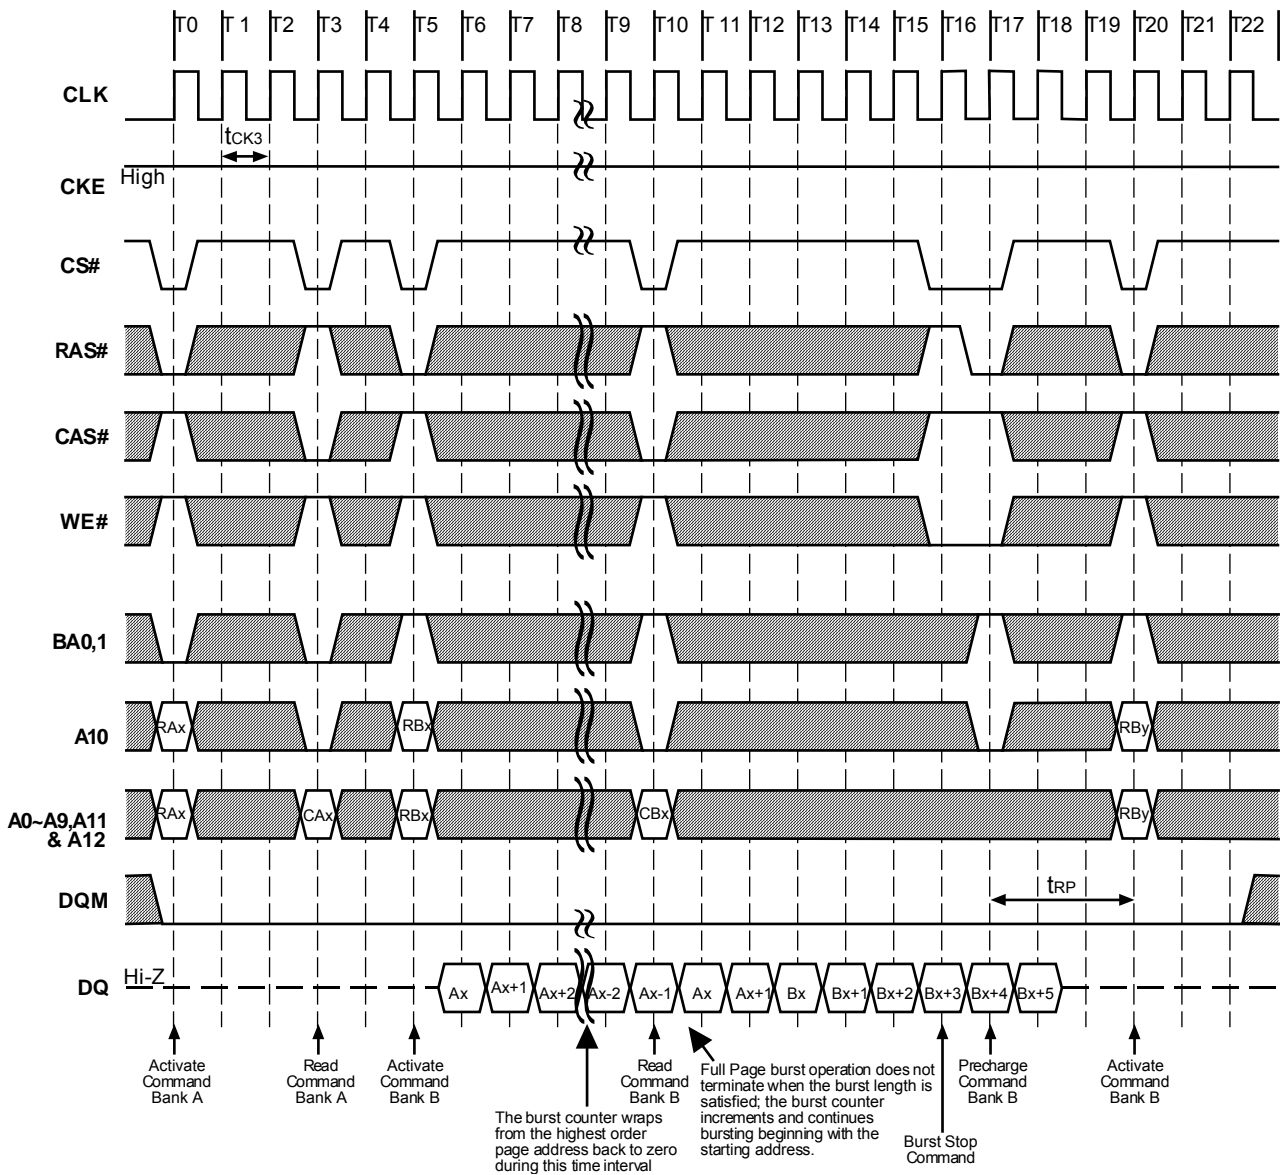 T0 T 1 T2 T3 T4 T5 T6 T7 T8 T9 T10 T 11 T12 T13 T14 T15 T16 T17 T18 T19 T20 T21 T22
CLK
tCK3
High
CKE
CS#
RAS#
CAS#
WE#
BA0,1
A10
RAx RBx RBy
A0~A9,A11
& A12
RAx CAx RBx CBx RBy
DQM
tRP
Hi-Z
DQ
Ax Ax+1 Ax+2 Ax-2 Ax-1 Ax Ax+1 Bx Bx+1 Bx+2 Bx+3 Bx+4 Bx+5
Activate
Command
Bank A
Read
Command
Bank A
Activate
Command
Bank B
The burst counter wraps
from the highest order
page address back to zero
during this time interval
Read
Command
Bank B
Full Page burst operation does not
terminate when the burst length is
satisfied; the burst counter
increments and continues
bursting beginning with the
starting address.
Burst Stop
Command
Precharge
Command
Bank B
Activate
Command
Bank B